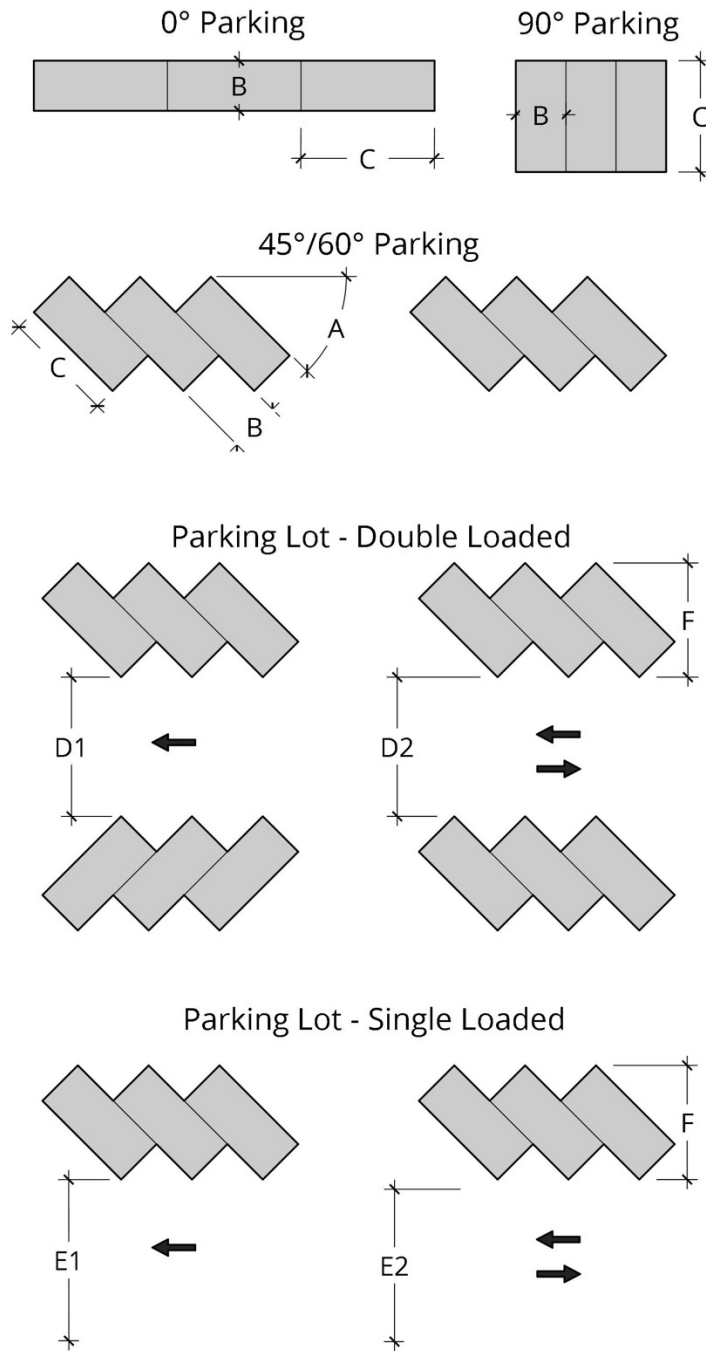 0° Parking
90° Parking
B
C
B
C
45°/60° Parking
A
C
B
Parking Lot - Double Loaded
F
D1
D2
Parking Lot - Single Loaded
F
E1
E2